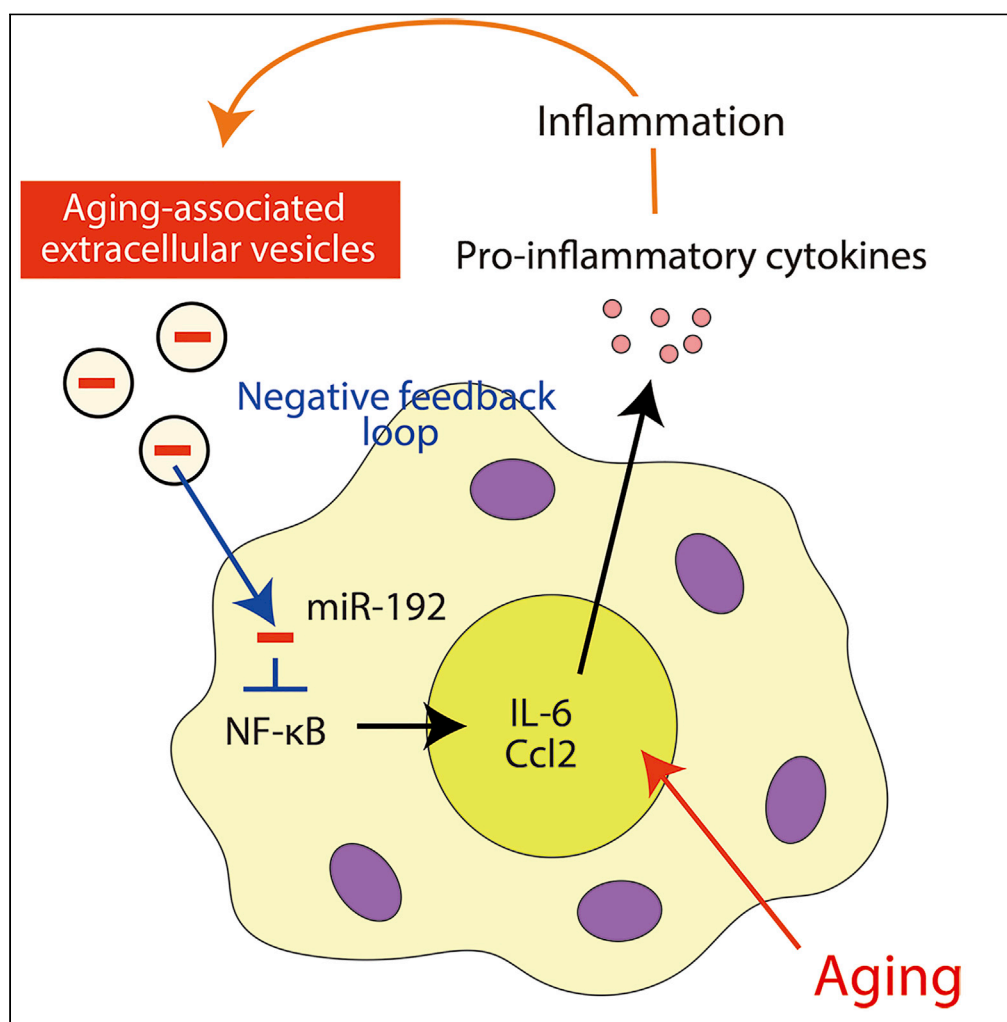 Inflammation
Aging-associated
extracellular vesicles
Pro-inflammatory cytokines
Negative feedback
loop
miR-192
NF-κB
IL-6
Ccl2
Aging